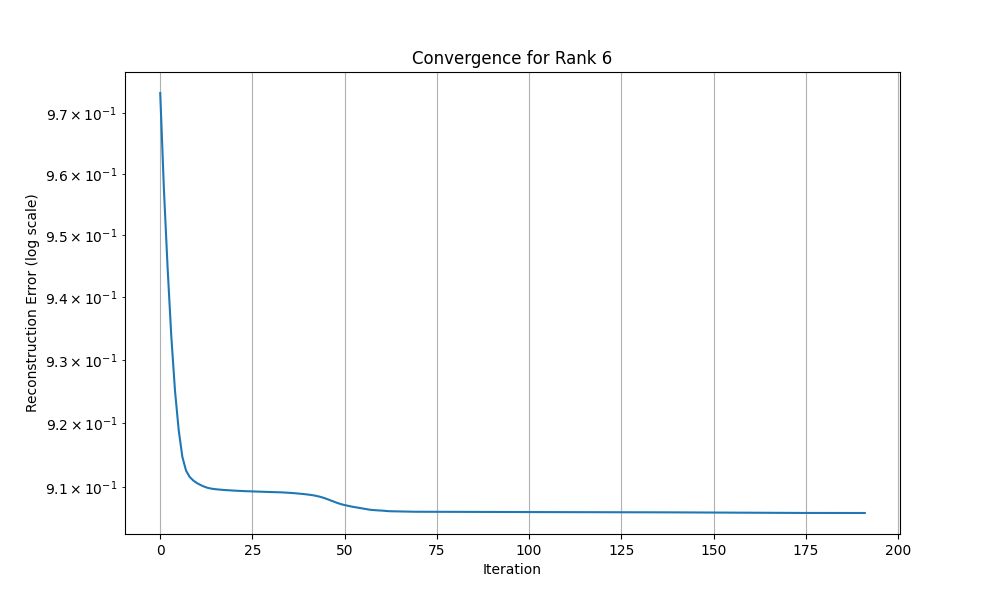 Convergence for Rank 6
Reconstruction Error (log scale)
9.7 × 10⁻¹
9.6 × 10⁻¹
9.5 × 10⁻¹
9.4 × 10⁻¹
9.3 × 10⁻¹
9.2 × 10⁻¹
9.1 × 10⁻¹
0 25 50 75 100 125 150 175 200
Iteration